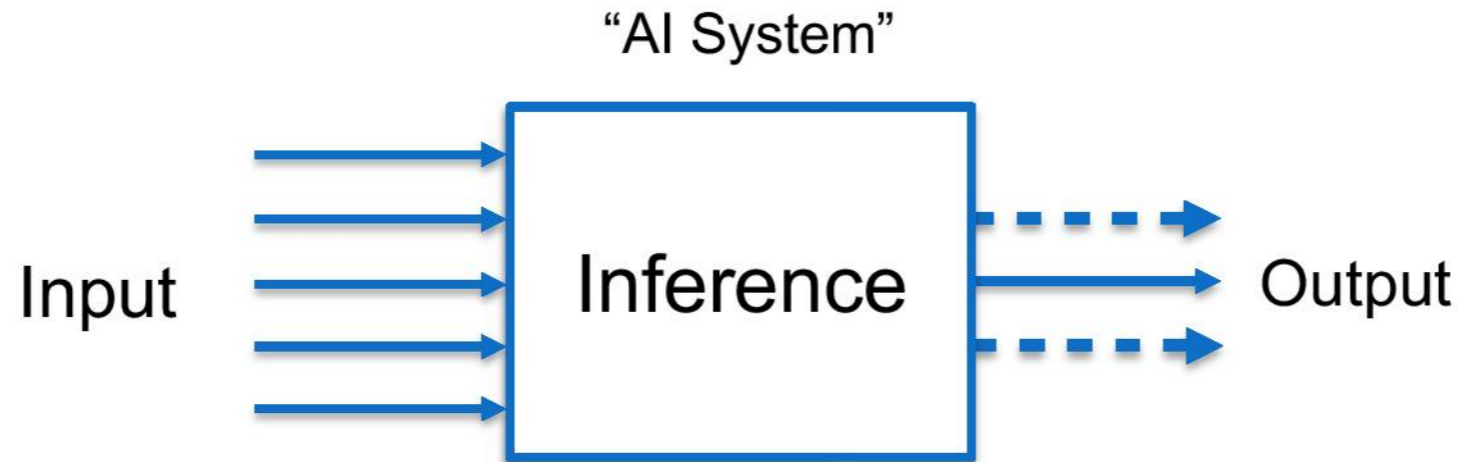 “AI System”
Input
Inference
Output